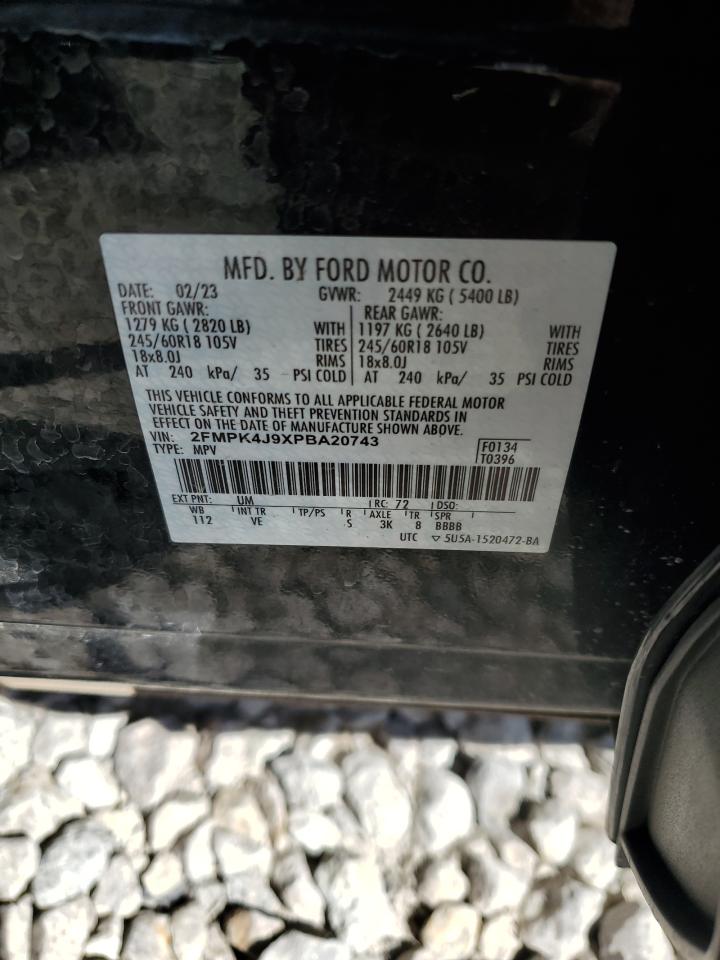 MFD. BY FORD MOTOR CO.
DATE: 02/23 GVWR: 2449 KG ( 5400 LB)
FRONT GAWR: REAR GAWR:
1279 KG ( 2820 LB) WITH 1197 KG ( 2640 LB) WITH
245/60R18 105V TIRES 245/60R18 105V TIRES
18x8.0J RIMS 18x8.0J RIMS
AT 240 kPa/ 35 PSI COLD AT 240 kPa/ 35 PSI COLD
THIS VEHICLE CONFORMS TO ALL APPLICABLE FEDERAL MOTOR
VEHICLE SAFETY AND THEFT PREVENTION STANDARDS IN
EFFECT ON THE DATE OF MANUFACTURE SHOWN ABOVE.
VIN: 2FMPK4J9XPBA20743 F0134
TYPE: MPV T0396
EXT PNT: UM RC: 72 DSO:
WB INT TR TP/PS R AXLE TR SPR
112 VE S 3K 8 BBBB
UTC ▽ 5U5A-1520472-BA